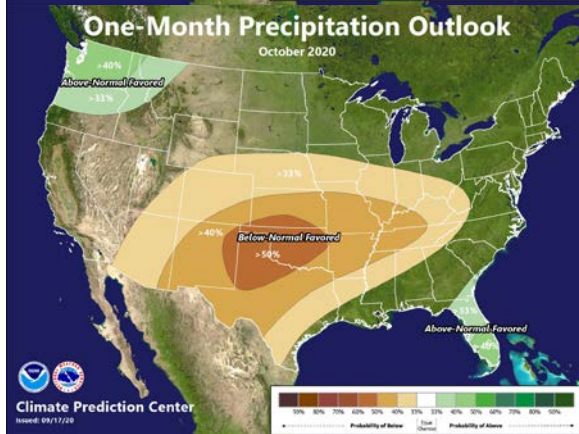 One-Month Precipitation Outlook
October 2020
>40%
Above-Normal Favored
>33%
>33%
>40%
Below-Normal Favored
>50%
>33%
Above-Normal Favored
>40%
Climate Prediction Center
Issued: 09/17/20
90% 80% 70% 60% 50% 40% 33% 33% 40% 50% 60% 70% 80% 90%
Probability of Below
Equal Chances
Probability of Above